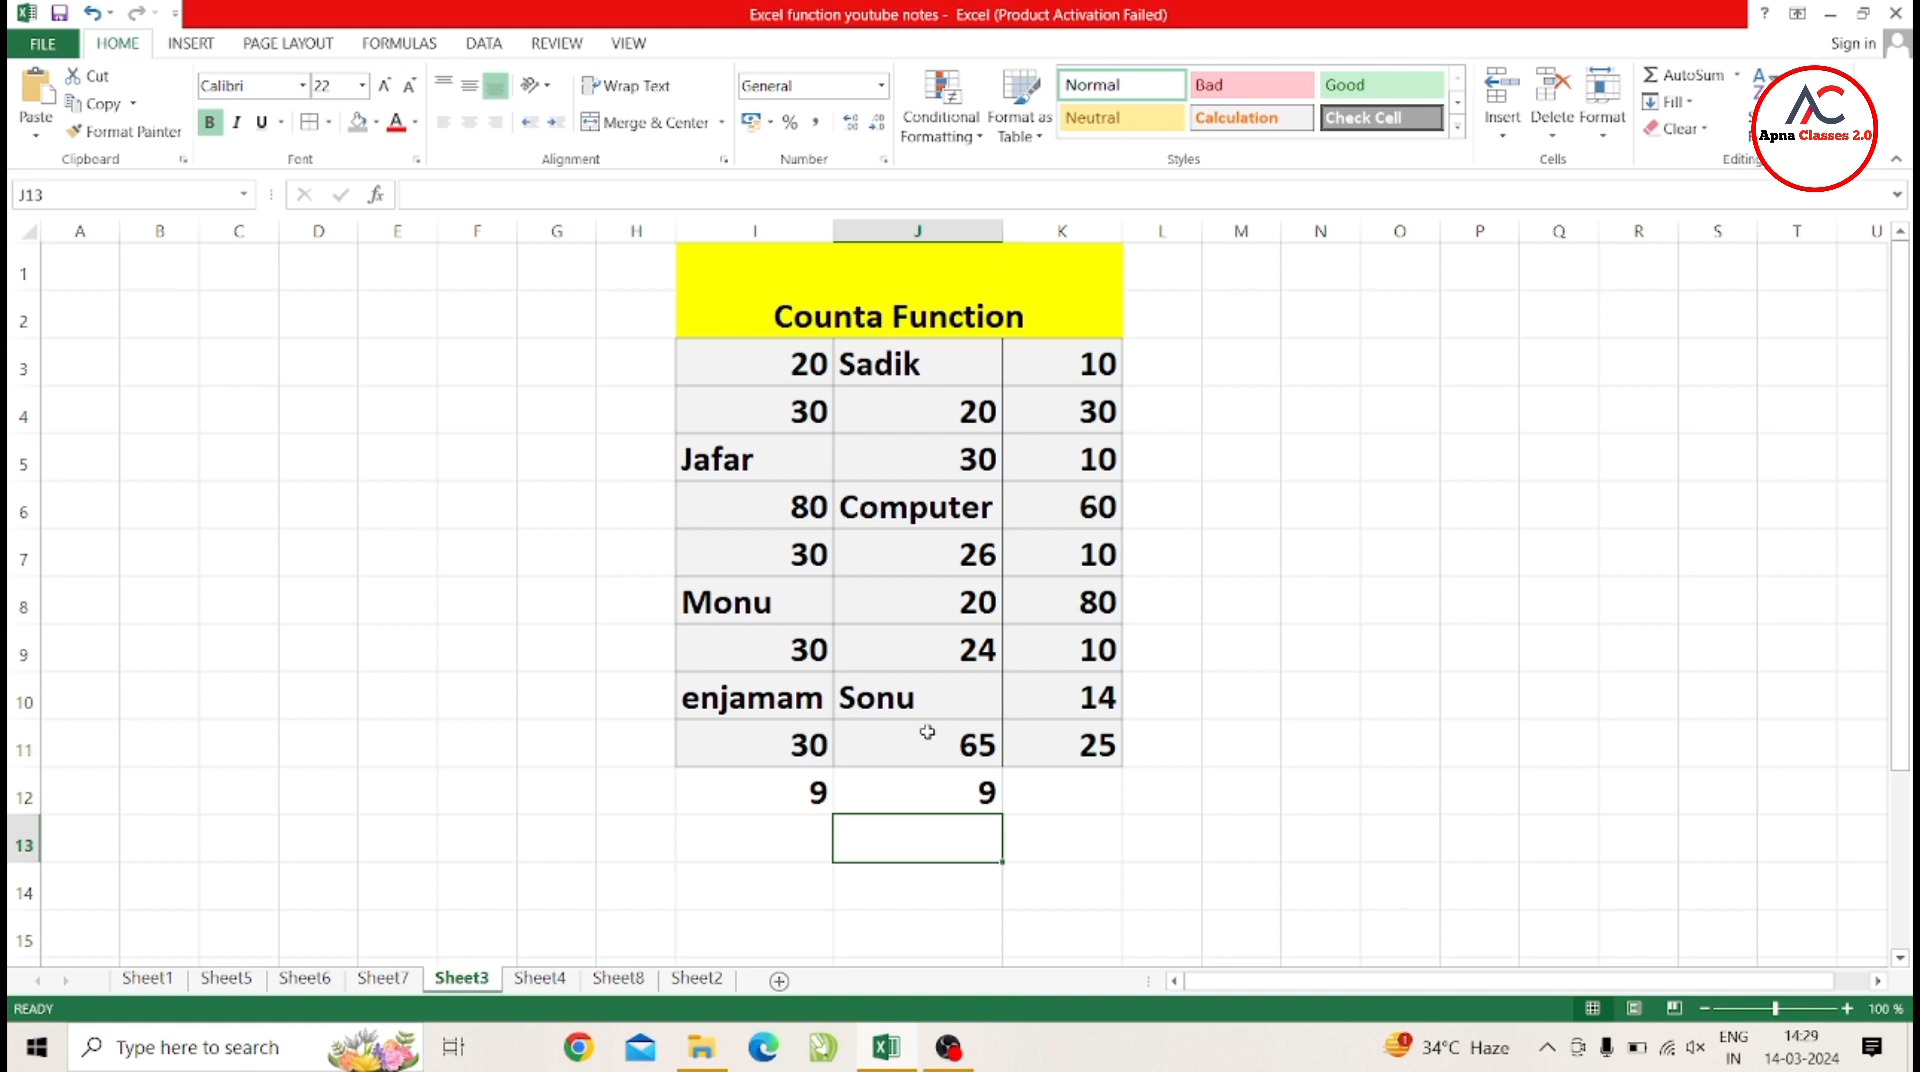 Excel function youtube notes - Excel (Product Activation Failed)
FILE HOME INSERT PAGE LAYOUT FORMULAS DATA REVIEW VIEW Sign in
Paste Cut Copy Format Painter Clipboard
Calibri 22 B I U A Font
Wrap Text Merge & Center Alignment
General % , Number
Conditional Formatting Format as Table
Normal Bad Good
Neutral Calculation Check Cell
Styles
Insert Delete Format Cells
AutoSum Fill Clear Editing
AC
Apna Classes 2.0
J13 fx
A B C D E F G H I J K L M N O P Q R S T U
1
2 Counta Function
3 20 Sadik 10
4 30 20 30
5 Jafar 30 10
6 80 Computer 60
7 30 26 10
8 Monu 20 80
9 30 24 10
10 enjamam Sonu 14
11 30 65 25
12 9 9
13
14
15
Sheet1 Sheet5 Sheet6 Sheet7 Sheet3 Sheet4 Sheet8 Sheet2
READY 100 %
Type here to search 34°C Haze ENG IN 14:29 14-03-2024